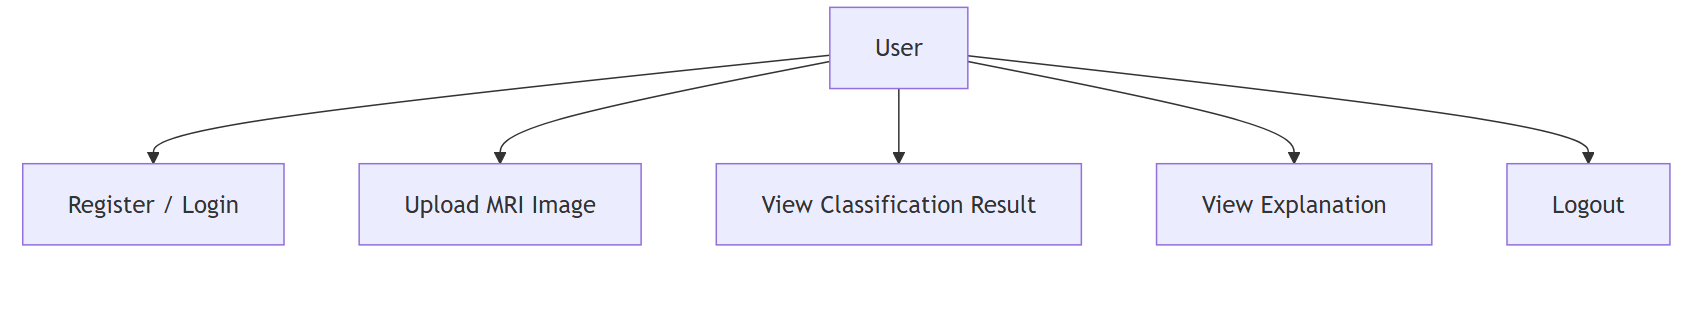 User
Register / Login
Upload MRI Image
View Classification Result
View Explanation
Logout